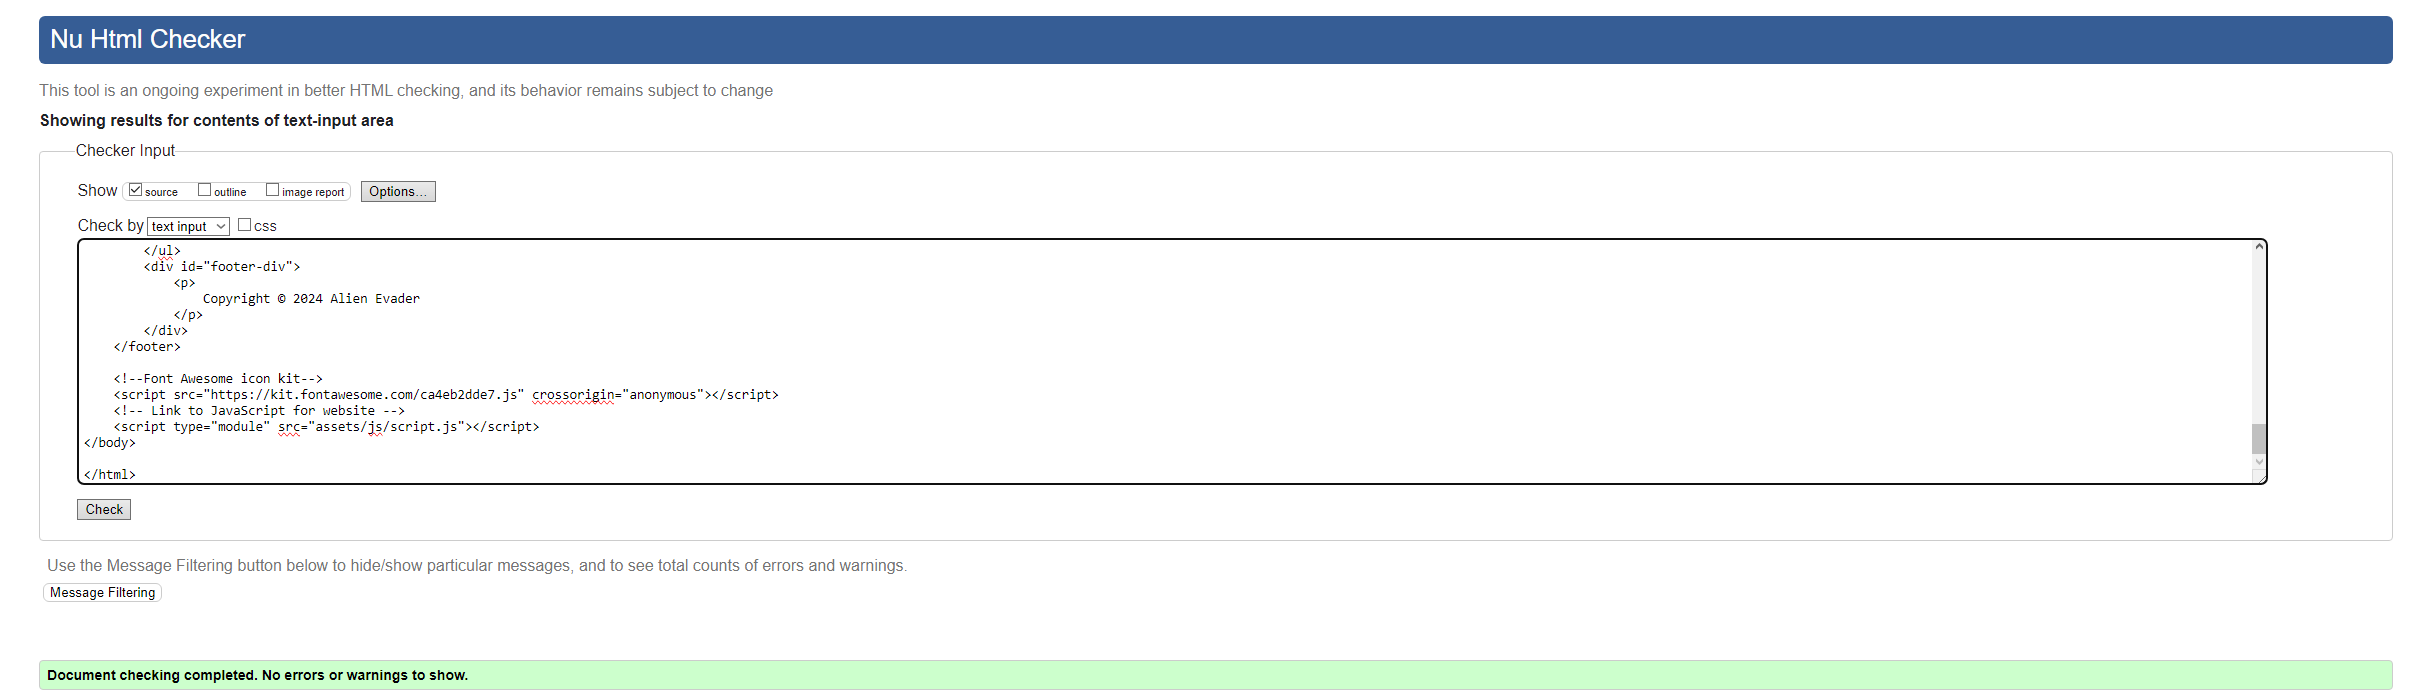 Nu Html Checker
This tool is an ongoing experiment in better HTML checking, and its behavior remains subject to change
Showing results for contents of text-input area
Checker Input
Show source outline image report Options...
Check by text input css
</ul>
<div id="footer-div">
<p>
Copyright © 2024 Alien Evader
</p>
</div>
</footer>
<!--Font Awesome icon kit-->
<script src="https://kit.fontawesome.com/ca4eb2dde7.js" crossorigin="anonymous"></script>
<!-- Link to JavaScript for website -->
<script type="module" src="assets/js/script.js"></script>
</body>
</html>
Check
Use the Message Filtering button below to hide/show particular messages, and to see total counts of errors and warnings.
Message Filtering
Document checking completed. No errors or warnings to show.